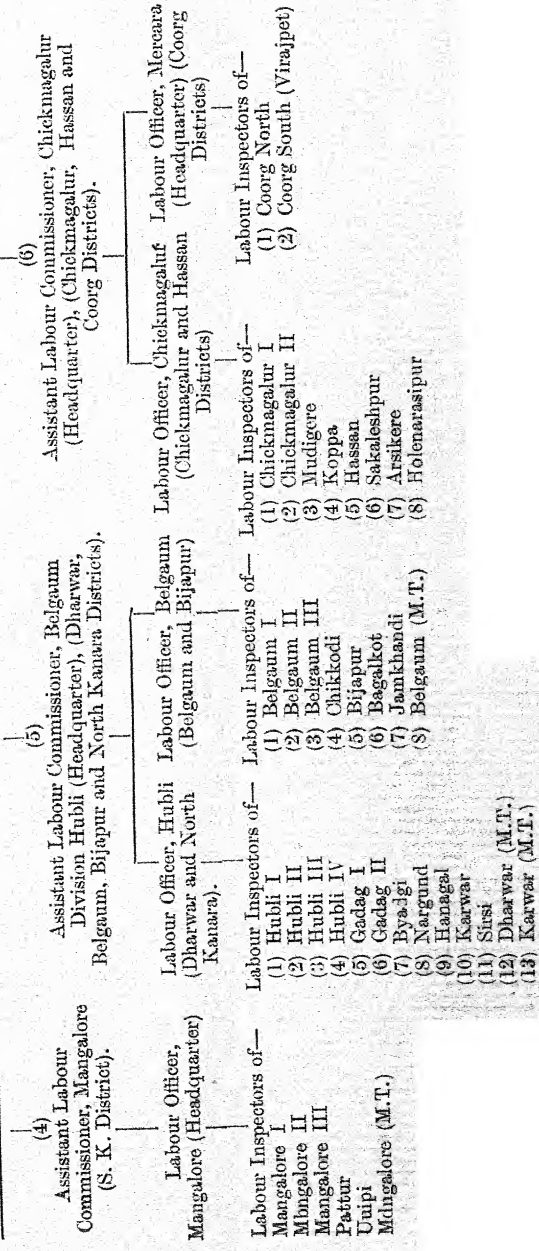 (4)
Assistant Labour
Commissioner, Mangalore
(S. K. District).
Labour Officer,
Mangalore (Headquarter)
Labour Inspectors of—
Mangalore I
Mbngalore II
Mangalore III
Pattur
Uuipi
Mdngalore (M.T.)
(5)
Assistant Labour Commissioner, Belgaum
Division Hubli (Headquarter), (Dharwar,
Belgaum, Bijapur and North Kanara Districts).
Labour Officer, Hubli
(Dharwar and North
Kanara).
Labour Inspectors of—
(1) Hubli I
(2) Hubli II
(3) Hubli III
(4) Hubli IV
(5) Gadag I
(6) Gadag II
(7) Byadgi
(8) Nargund
(9) Hanagal
(10) Karwar
(11) Sirsi
(12) Dharwar (M.T.)
(13) Karwar (M.T.)
Labour Officer, Belgaum
(Belgaum and Bijapur)
Labour Inspectors of—
(1) Belgaum I
(2) Belgaum II
(3) Belgaum III
(4) Chikkodi
(5) Bijapur
(6) Bagalkot
(7) Jamkhandi
(8) Belgaum (M.T.)
(6)
Assistant Labour Commissioner, Chickmagalur
(Headquarter), (Chickmagalur, Hassan and
Coorg Districts).
Labour Officer, Chickmagaluf
(Chickmagalur and Hassan
Districts)
Labour Inspectors of—
(1) Chickmagalur I
(2) Chickmagalur II
(3) Mudigere
(4) Koppa
(5) Hassan
(6) Sakaleshpur
(7) Arsikere
(8) Holenarasipur
Labour Officer, Mercara
(Headquarter) (Coorg
Districts)
Labour Inspectors of—
(1) Coorg North
(2) Coorg South (Virajpet)